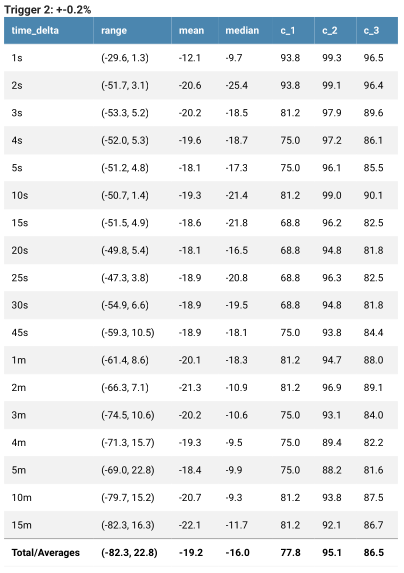 Trigger 2: +-0.2%
time_delta range mean median c_1 c_2 c_3
1s (-29.6, 1.3) -12.1 -9.7 93.8 99.3 96.5
2s (-51.7, 3.1) -20.6 -25.4 93.8 99.1 96.4
3s (-53.3, 5.2) -20.2 -18.5 81.2 97.9 89.6
4s (-52.0, 5.3) -19.6 -18.7 75.0 97.2 86.1
5s (-51.2, 4.8) -18.1 -17.3 75.0 96.1 85.5
10s (-50.7, 1.4) -19.3 -21.4 81.2 99.0 90.1
15s (-51.5, 4.9) -18.6 -21.8 68.8 96.2 82.5
20s (-49.8, 5.4) -18.1 -16.5 68.8 94.8 81.8
25s (-47.3, 3.8) -18.9 -20.8 68.8 96.3 82.5
30s (-54.9, 6.6) -18.9 -19.5 68.8 94.8 81.8
45s (-59.3, 10.5) -18.9 -18.1 75.0 93.8 84.4
1m (-61.4, 8.6) -20.1 -18.3 81.2 94.7 88.0
2m (-66.3, 7.1) -21.3 -10.9 81.2 96.9 89.1
3m (-74.5, 10.6) -20.2 -10.6 75.0 93.1 84.0
4m (-71.3, 15.7) -19.3 -9.5 75.0 89.4 82.2
5m (-69.0, 22.8) -18.4 -9.9 75.0 88.2 81.6
10m (-79.7, 15.2) -20.7 -9.3 81.2 93.8 87.5
15m (-82.3, 16.3) -22.1 -11.7 81.2 92.1 86.7
Total/Averages (-82.3, 22.8) -19.2 -16.0 77.8 95.1 86.5